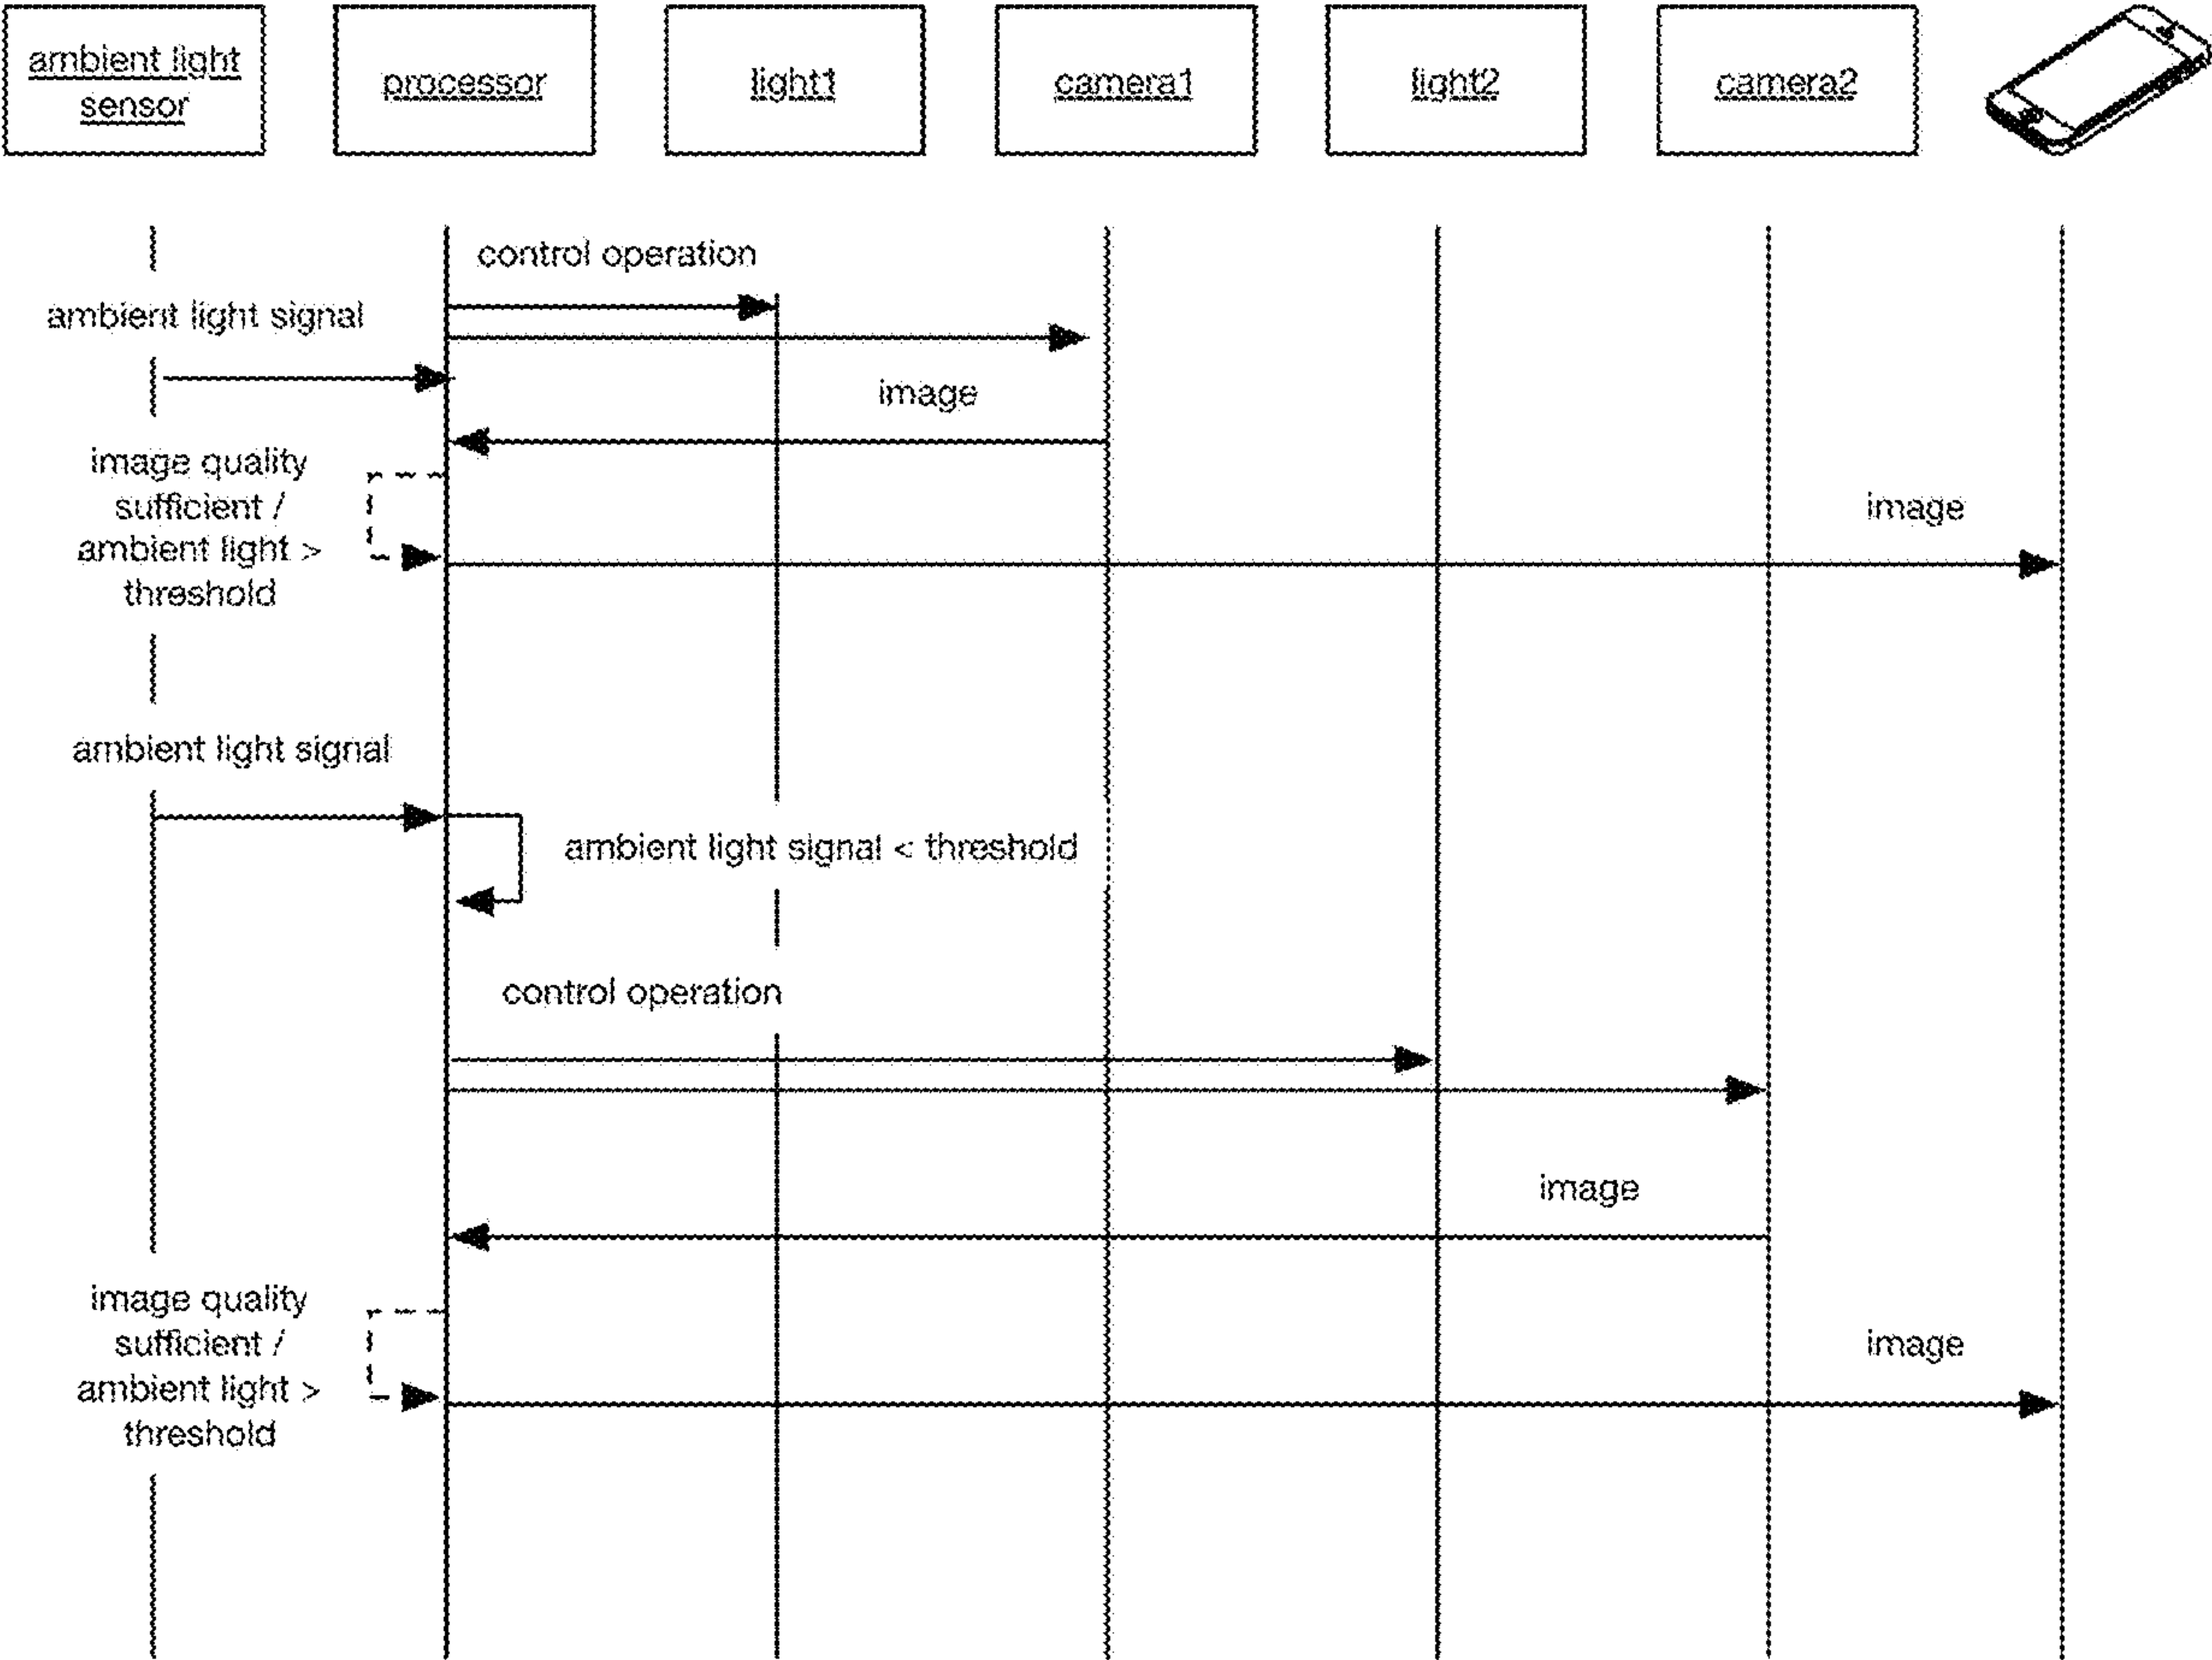 ambient light
sensor
processor
light1
camera1
light2
camera2
control operation
ambient light signal
image
image quality
sufficient /
ambient light >
threshold
image
ambient light signal
ambient light signal < threshold
control operation
image
image quality
sufficient /
ambient light >
threshold
image